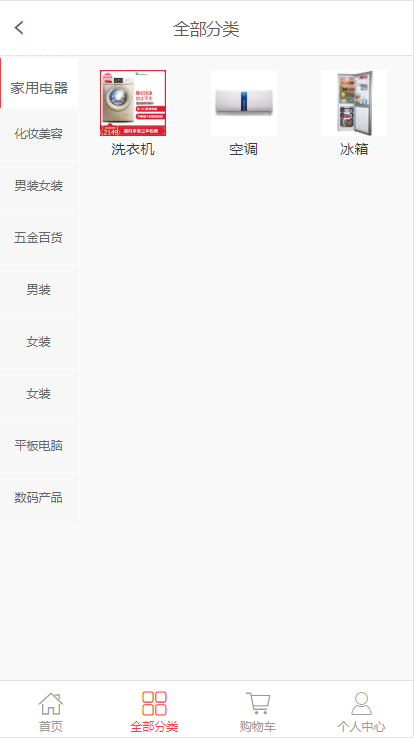 全部分类
家用电器
化妆美容
男装女装
五金百货
男装
女装
女装
平板电脑
数码产品
2149
洗衣机
空调
冰箱
首页
全部分类
购物车
个人中心